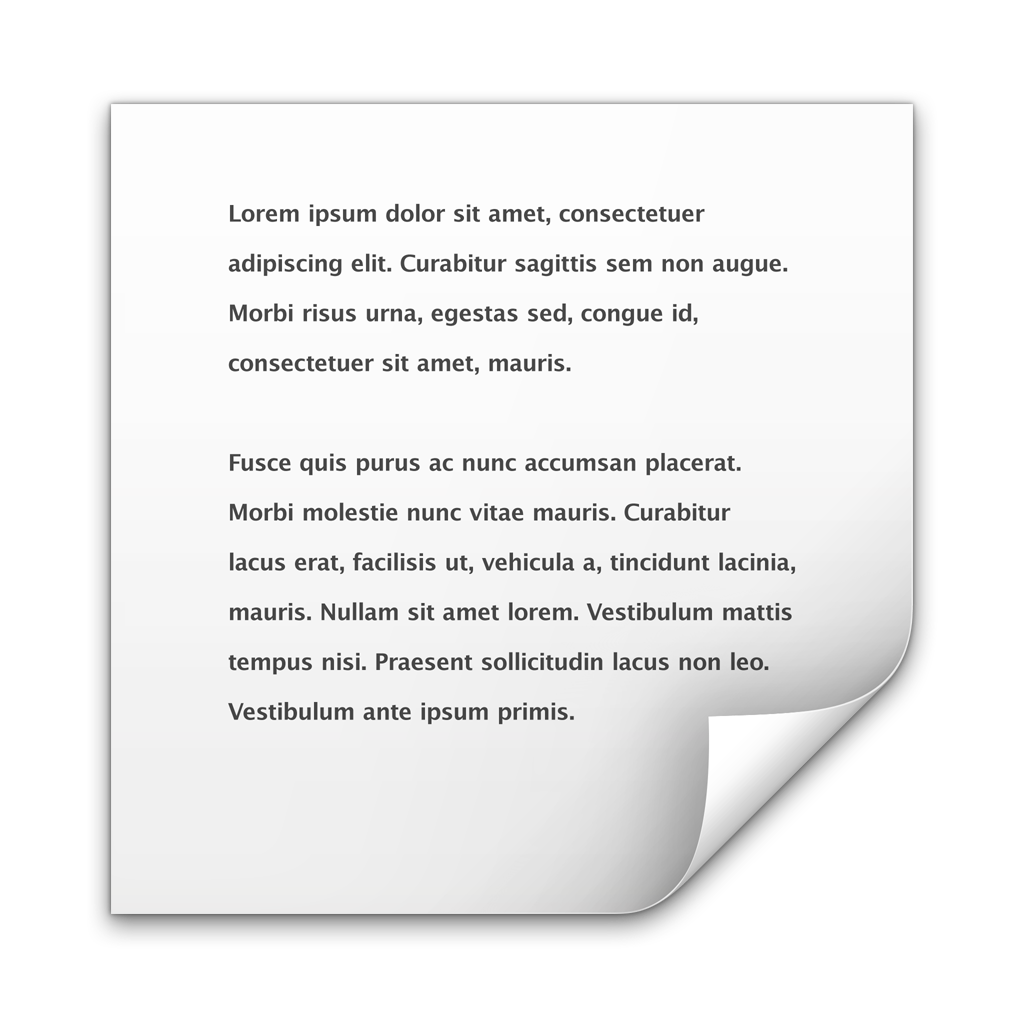 Lorem ipsum dolor sit amet, consectetuer
adipiscing elit. Curabitur sagittis sem non augue.
Morbi risus urna, egestas sed, congue id,
consectetuer sit amet, mauris.
Fusce quis purus ac nunc accumsan placerat.
Morbi molestie nunc vitae mauris. Curabitur
lacus erat, facilisis ut, vehicula a, tincidunt lacinia,
mauris. Nullam sit amet lorem. Vestibulum mattis
tempus nisi. Praesent sollicitudin lacus non leo.
Vestibulum ante ipsum primis.